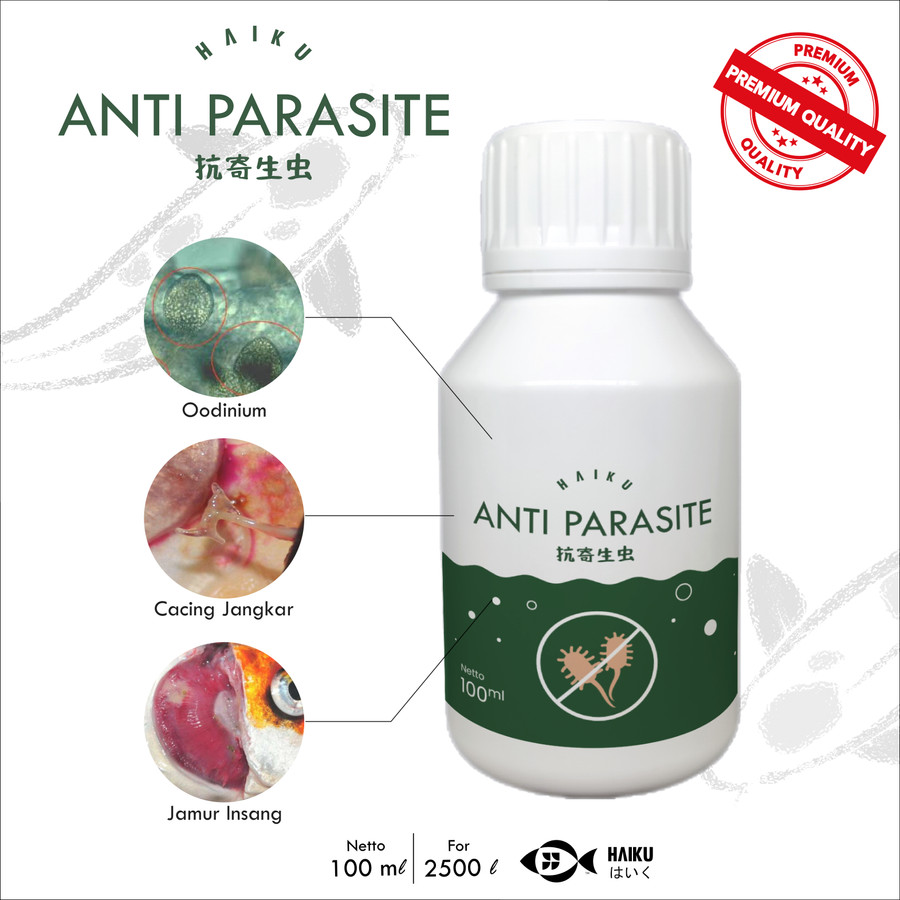 HAIKU
ANTI PARASITE
抗寄生虫
PREMIUM
PREMIUM QUALITY
QUALITY
Oodinium
Cacing Jangkar
Jamur Insang
HAIKU
ANTI PARASITE
抗寄生虫
Netto
100ml
Netto
100 ml
For
2500 l
HAIKU
はいく